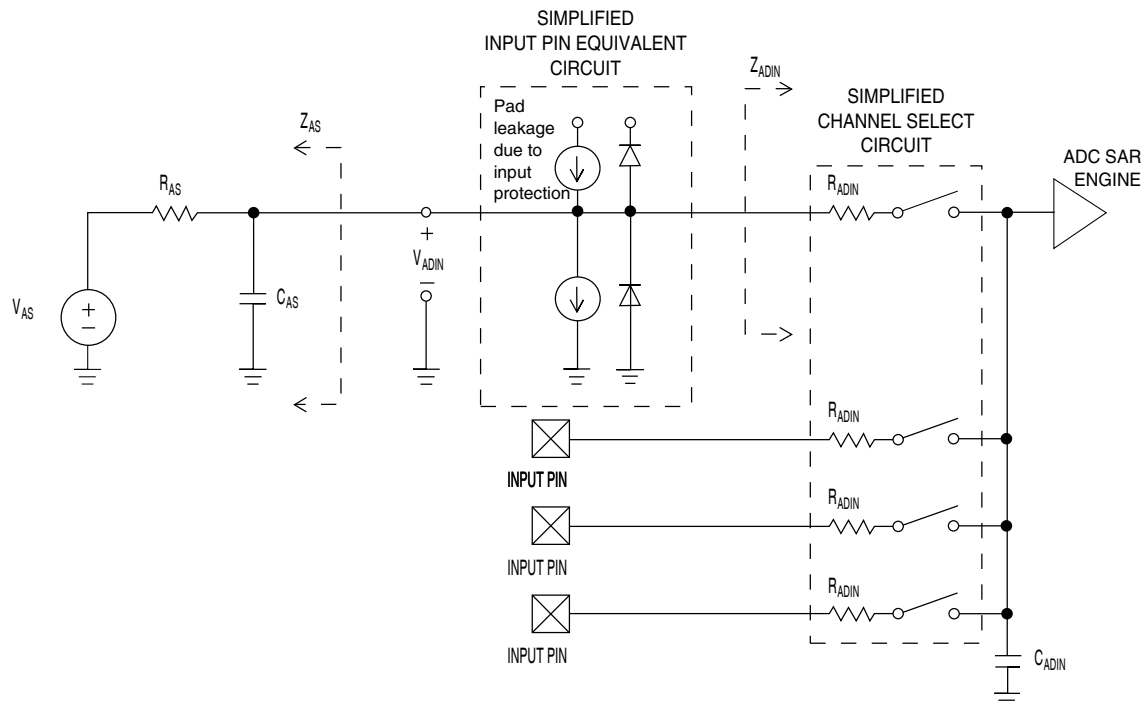 SIMPLIFIED
INPUT PIN EQUIVALENT
CIRCUIT
Pad
leakage
due to
input
protection
Z_ADIN
SIMPLIFIED
CHANNEL SELECT
CIRCUIT
ADC SAR
ENGINE
Z_AS
R_AS
R_ADIN
+
V_ADIN
–
V_AS
+
–
C_AS
R_ADIN
INPUT PIN
R_ADIN
INPUT PIN
R_ADIN
INPUT PIN
C_ADIN